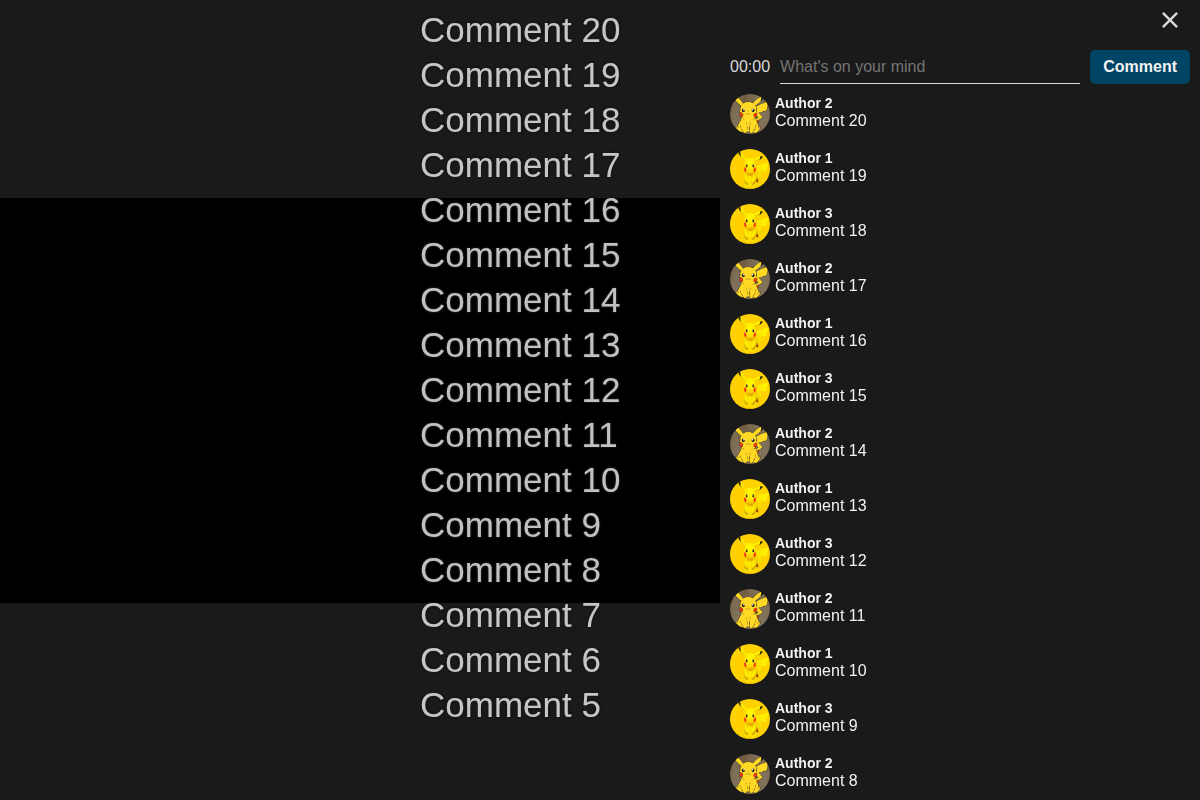 Comment 20
Comment 19
Comment 18
Comment 17
Comment 16
Comment 15
Comment 14
Comment 13
Comment 12
Comment 11
Comment 10
Comment 9
Comment 8
Comment 7
Comment 6
Comment 5
00:00 What's on your mind Comment
Author 2
Comment 20
Author 1
Comment 19
Author 3
Comment 18
Author 2
Comment 17
Author 1
Comment 16
Author 3
Comment 15
Author 2
Comment 14
Author 1
Comment 13
Author 3
Comment 12
Author 2
Comment 11
Author 1
Comment 10
Author 3
Comment 9
Author 2
Comment 8